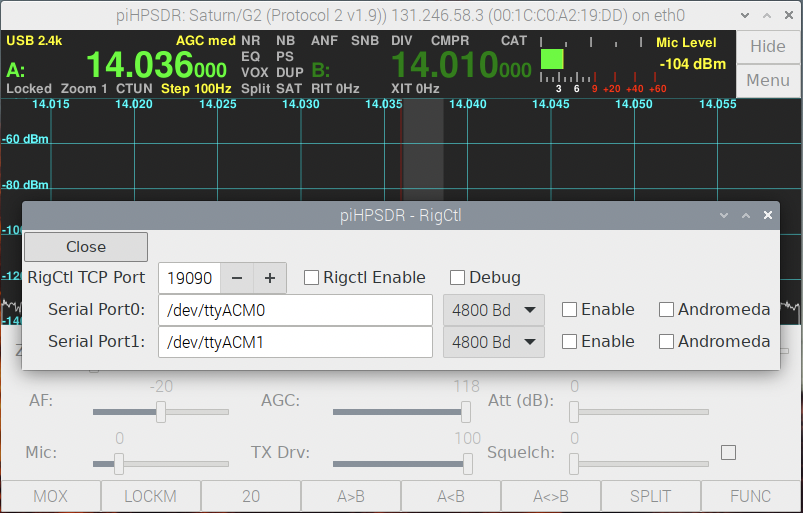 piHPSDR: Saturn/G2 (Protocol 2 v1.9)) 131.246.58.3 (00:1C:C0:A2:19:DD) on eth0
USB 2.4k AGC med NR NB ANF SNB DIV CMPR CAT Mic Level Hide
A: 14.036000 EQ PS B: 14.010000 -104 dBm
VOX DUP Menu
Locked Zoom 1 CTUN Step 100Hz Split SAT RIT 0Hz XIT 0Hz 3 6 9 +20 +40 +60
14.015 14.020 14.025 14.030 14.035 14.040 14.045 14.050 14.055
-60 dBm
-80 dBm
piHPSDR - RigCtl
-100
Close
RigCtl TCP Port 19090 − + Rigctl Enable Debug
-120
Serial Port0: /dev/ttyACM0 4800 Bd Enable Andromeda
-140
Serial Port1: /dev/ttyACM1 4800 Bd Enable Andromeda
AF: -20 AGC: 118 Att (dB): 0
Mic: 0 TX Drv: 100 Squelch: 0
MOX LOCKM 20 A>B A<B A<>B SPLIT FUNC